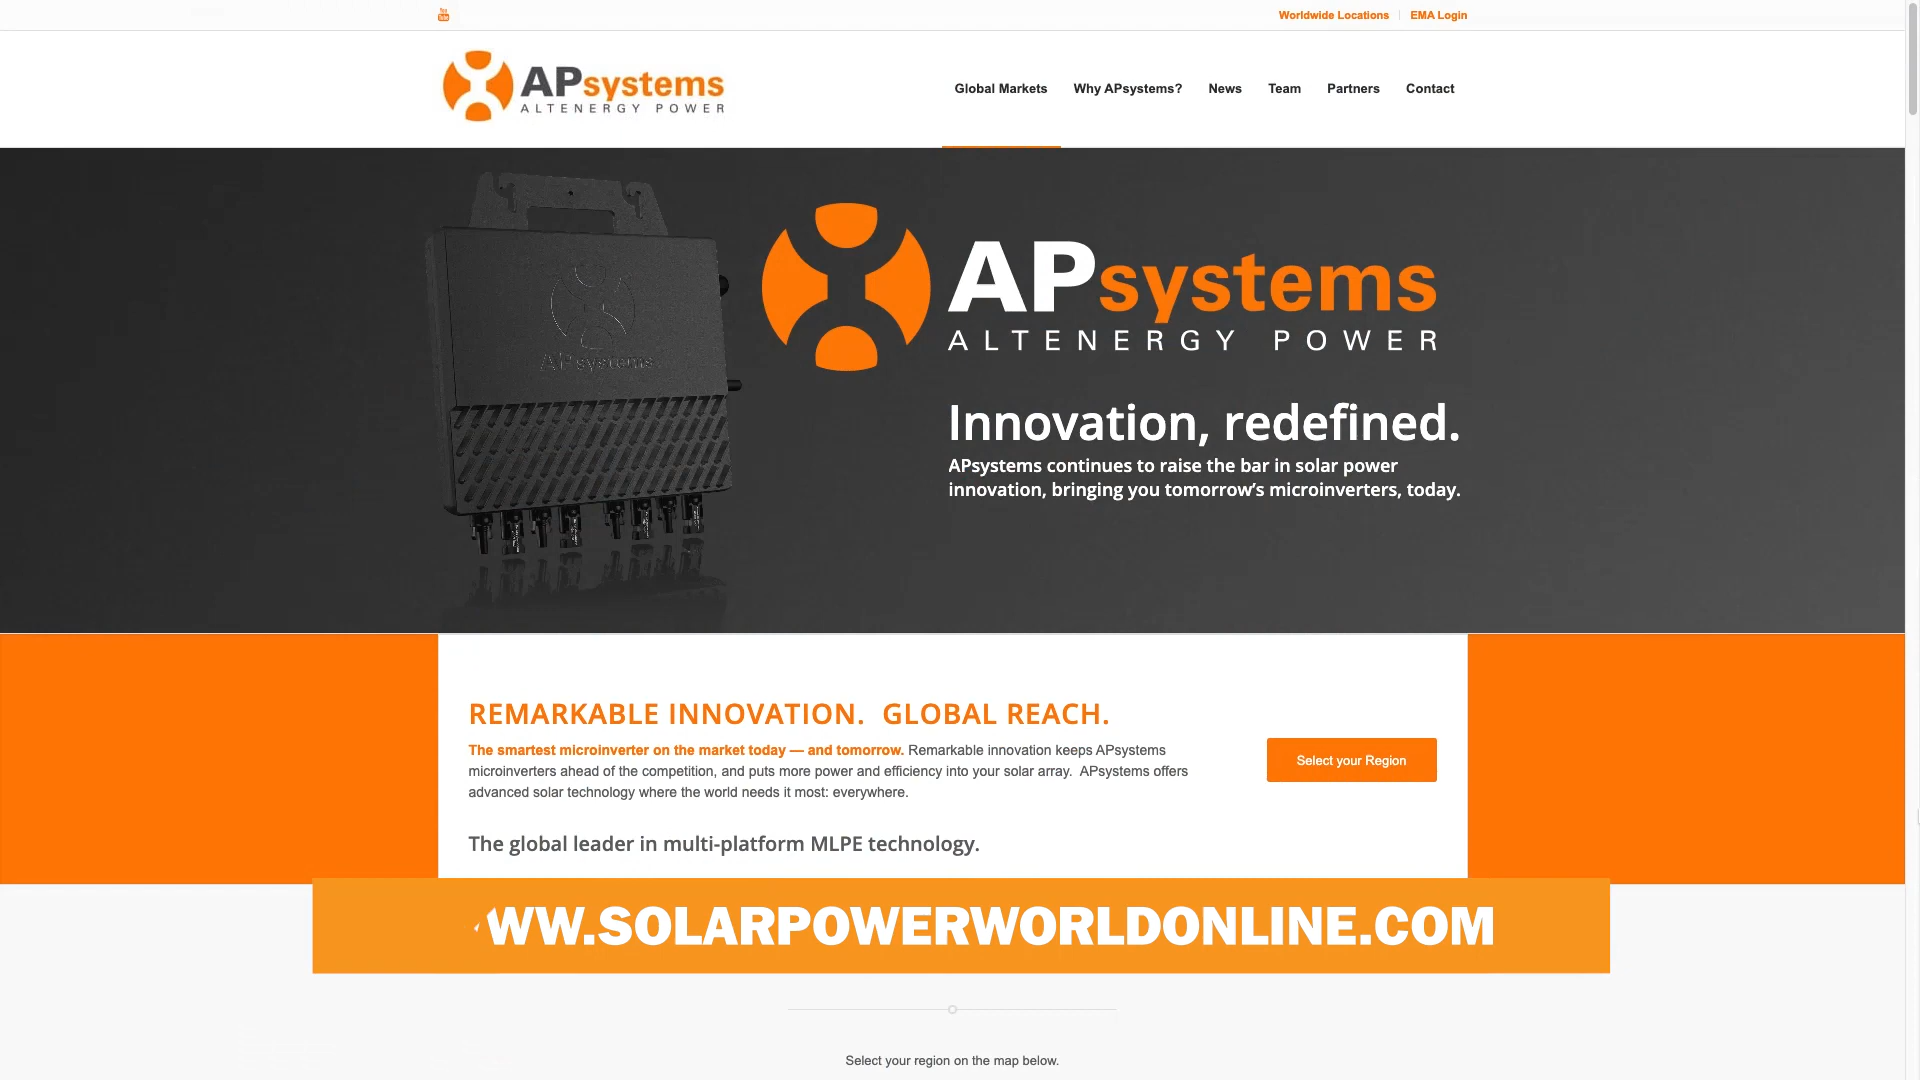 You Tube
Worldwide Locations
EMA Login
APsystems
ALTENERGY POWER
Global Markets
Why APsystems?
News
Team
Partners
Contact
APsystems
APsystems
ALTENERGY POWER
Innovation, redefined.
APsystems continues to raise the bar in solar power
innovation, bringing you tomorrow’s microinverters, today.
REMARKABLE INNOVATION. GLOBAL REACH.
The smartest microinverter on the market today — and tomorrow. Remarkable innovation keeps APsystems
microinverters ahead of the competition, and puts more power and efficiency into your solar array. APsystems offers
advanced solar technology where the world needs it most: everywhere.
Select your Region
The global leader in multi-platform MLPE technology.
WW.SOLARPOWERWORLDONLINE.COM
Select your region on the map below.